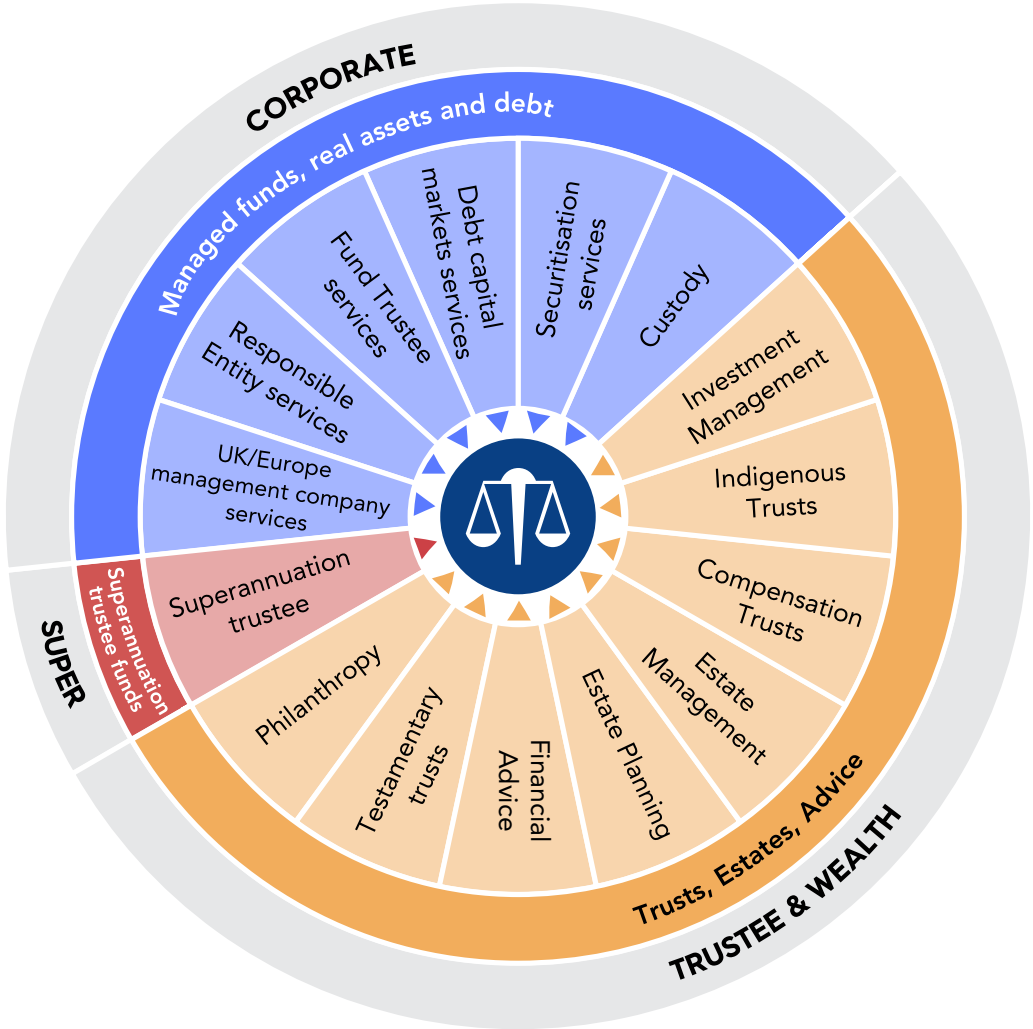 CORPORATE
Managed funds, real assets and debt
Debt capital
markets services
Securitisation
services
Custody
Fund Trustee
services
Responsible
Entity services
UK/Europe
management company
services
Investment
Management
Indigenous
Trusts
Compensation
Trusts
Estate
Management
Estate Planning
Financial
Advice
Testamentary
trusts
Philanthropy
Superannuation
trustee
Superannuation
trustee funds
SUPER
Trusts, Estates, Advice
TRUSTEE & WEALTH